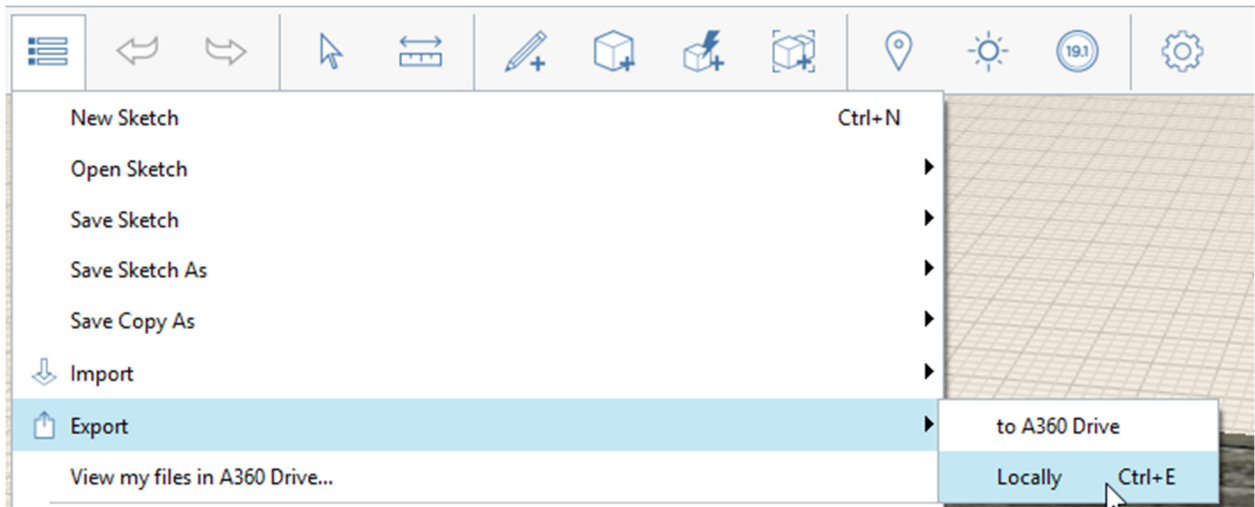 19.1
New Sketch Ctrl+N
Open Sketch
Save Sketch
Save Sketch As
Save Copy As
Import
Export
to A360 Drive
View my files in A360 Drive...
Locally Ctrl+E